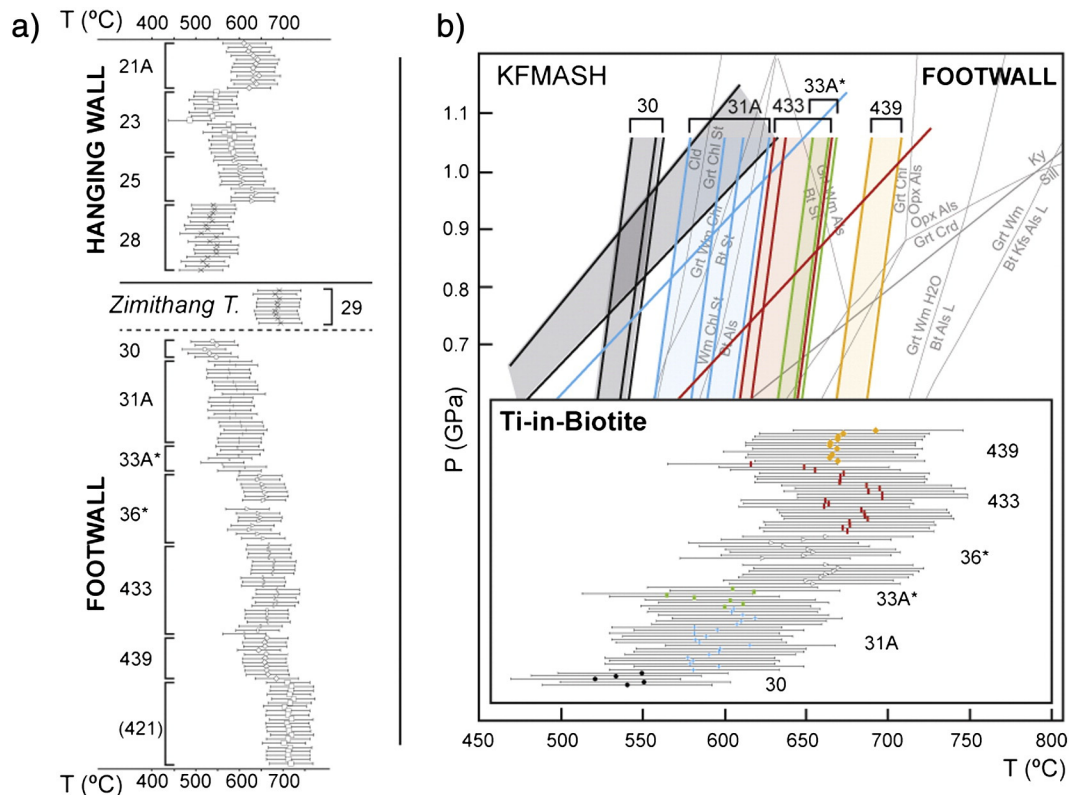 a)
T (ºC) 400 500 600 700
HANGING WALL
21A
23
25
28
Zimithang T.
29
FOOTWALL
30
31A
33A*
36*
433
439
(421)
T (ºC) 400 500 600 700
b)
KFMASH
FOOTWALL
30
31A
433
33A*
439
P (GPa)
1.1
1.0
0.9
0.8
0.7
Cld
Grt Chl St
Grt Wm Chl
Bt St
Wm Chl St
Bt Als
Grt Wm Als
Bt St
Grt Chl
Opx Als
Opx Als
Grt Crd
Ky
Sill
Grt Wm
Bt Kfs Als L
Grt Wm H2O
Bt Als L
Ti-in-Biotite
439
433
36*
33A*
31A
30
450 500 550 600 650 700 750 800
T (ºC)